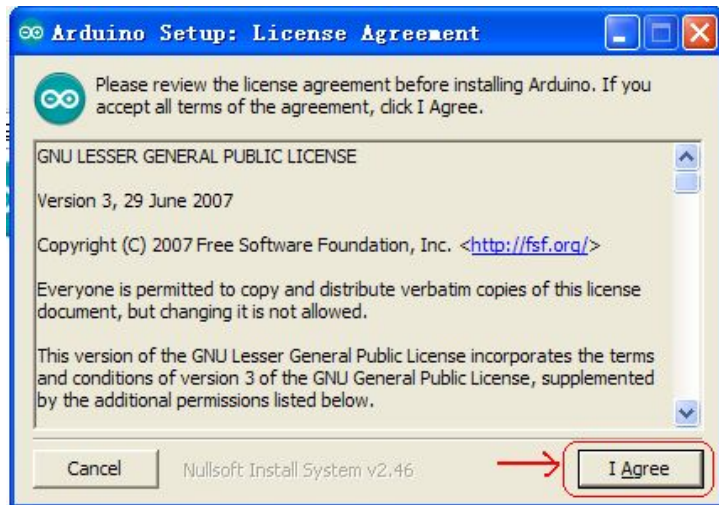 Arduino Setup: License Agreement
Please review the license agreement before installing Arduino. If you
accept all terms of the agreement, click I Agree.
GNU LESSER GENERAL PUBLIC LICENSE
Version 3, 29 June 2007
Copyright (C) 2007 Free Software Foundation, Inc. <http://fsf.org/>
Everyone is permitted to copy and distribute verbatim copies of this license
document, but changing it is not allowed.
This version of the GNU Lesser General Public License incorporates the terms
and conditions of version 3 of the GNU General Public License, supplemented
by the additional permissions listed below.
Cancel
Nullsoft Install System v2.46
I Agree